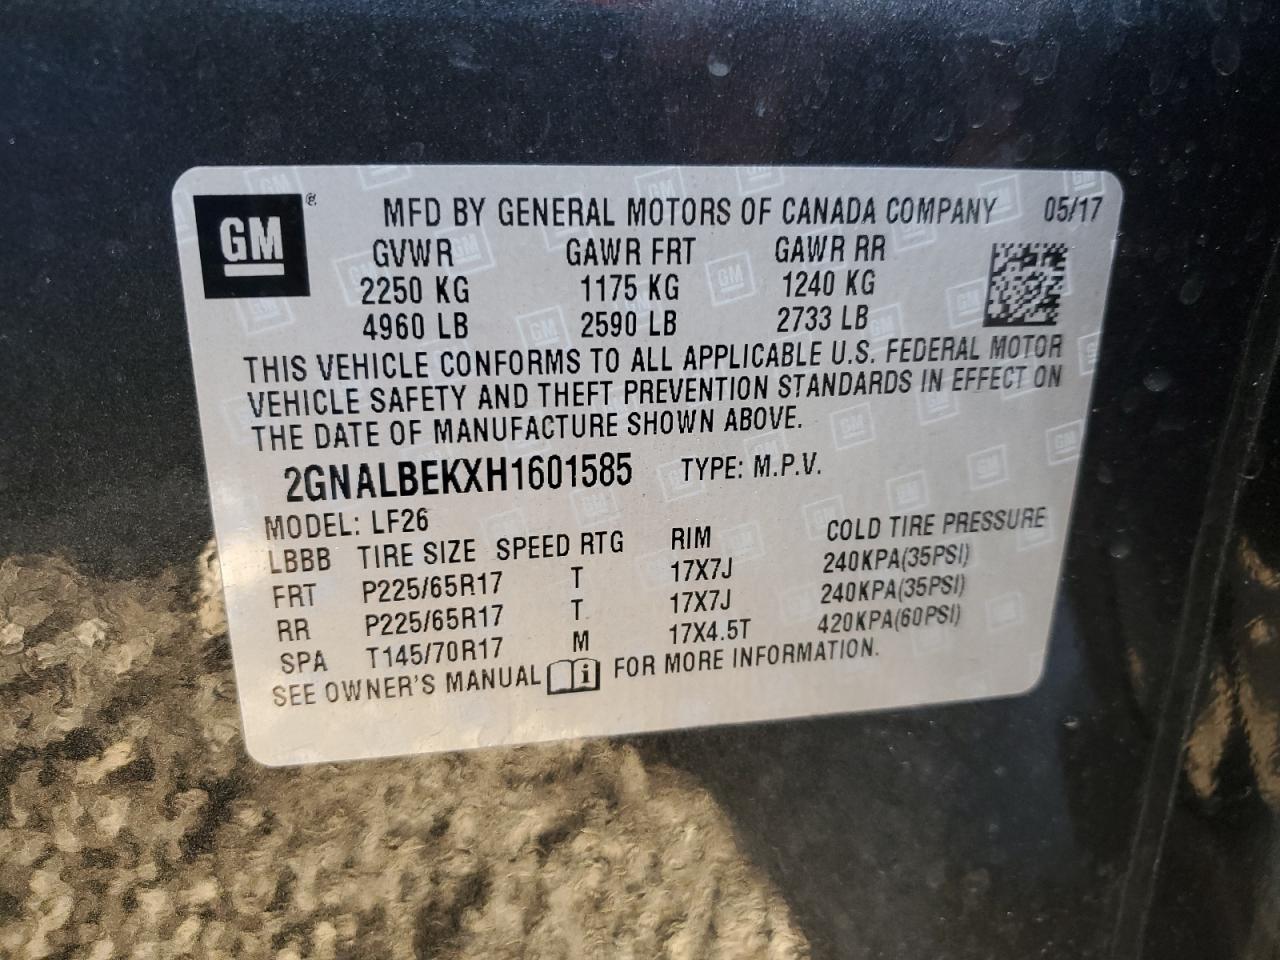 GM ® MFD BY GENERAL MOTORS OF CANADA COMPANY 05/17
GVWR GAWR FRT GAWR RR
2250 KG 1175 KG 1240 KG
4960 LB 2590 LB 2733 LB
THIS VEHICLE CONFORMS TO ALL APPLICABLE U.S. FEDERAL MOTOR
VEHICLE SAFETY AND THEFT PREVENTION STANDARDS IN EFFECT ON
THE DATE OF MANUFACTURE SHOWN ABOVE.
2GNALBEKXH1601585 TYPE: M.P.V.
MODEL: LF26
LBBB TIRE SIZE SPEED RTG RIM COLD TIRE PRESSURE
FRT P225/65R17 T 17X7J 240KPA(35PSI)
RR P225/65R17 T 17X7J 240KPA(35PSI)
SPA T145/70R17 M 17X4.5T 420KPA(60PSI)
SEE OWNER'S MANUAL FOR MORE INFORMATION.